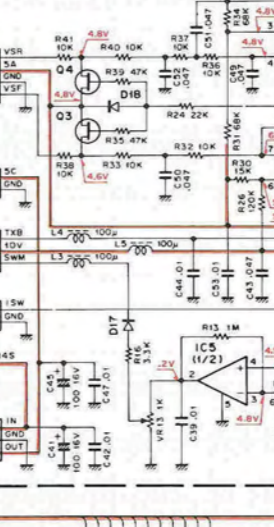 R34 68K
C51 .047
4.8V
4.8V
R41 10K
R40 10K
R37 10K
VSR
5A
GND
VSF
Q4
R39 47K
C52 .047
R36 10K
C49 .047
4.8V
D18
R24 22K
Q3
R35 47K
R31 68K
R32 10K
R38 10K
R33 10K
4.6V
C50 .047
R30 15K
5C
GND
R26 120K
TXB
L4 100μ
10V
L5 100μ
SWM
L3 100μ
C44 .01
C53 .01
C43 .047
ISW
GND
D17
R13 1M
IC5
(1/2)
14S
R16 3.3K
.2V
2
4
3
5
4.8V
C45 100 16V
C47 .01
VR13 1K
C39 .01
IN
GND
OUT
C41 100 16V
C42 .01